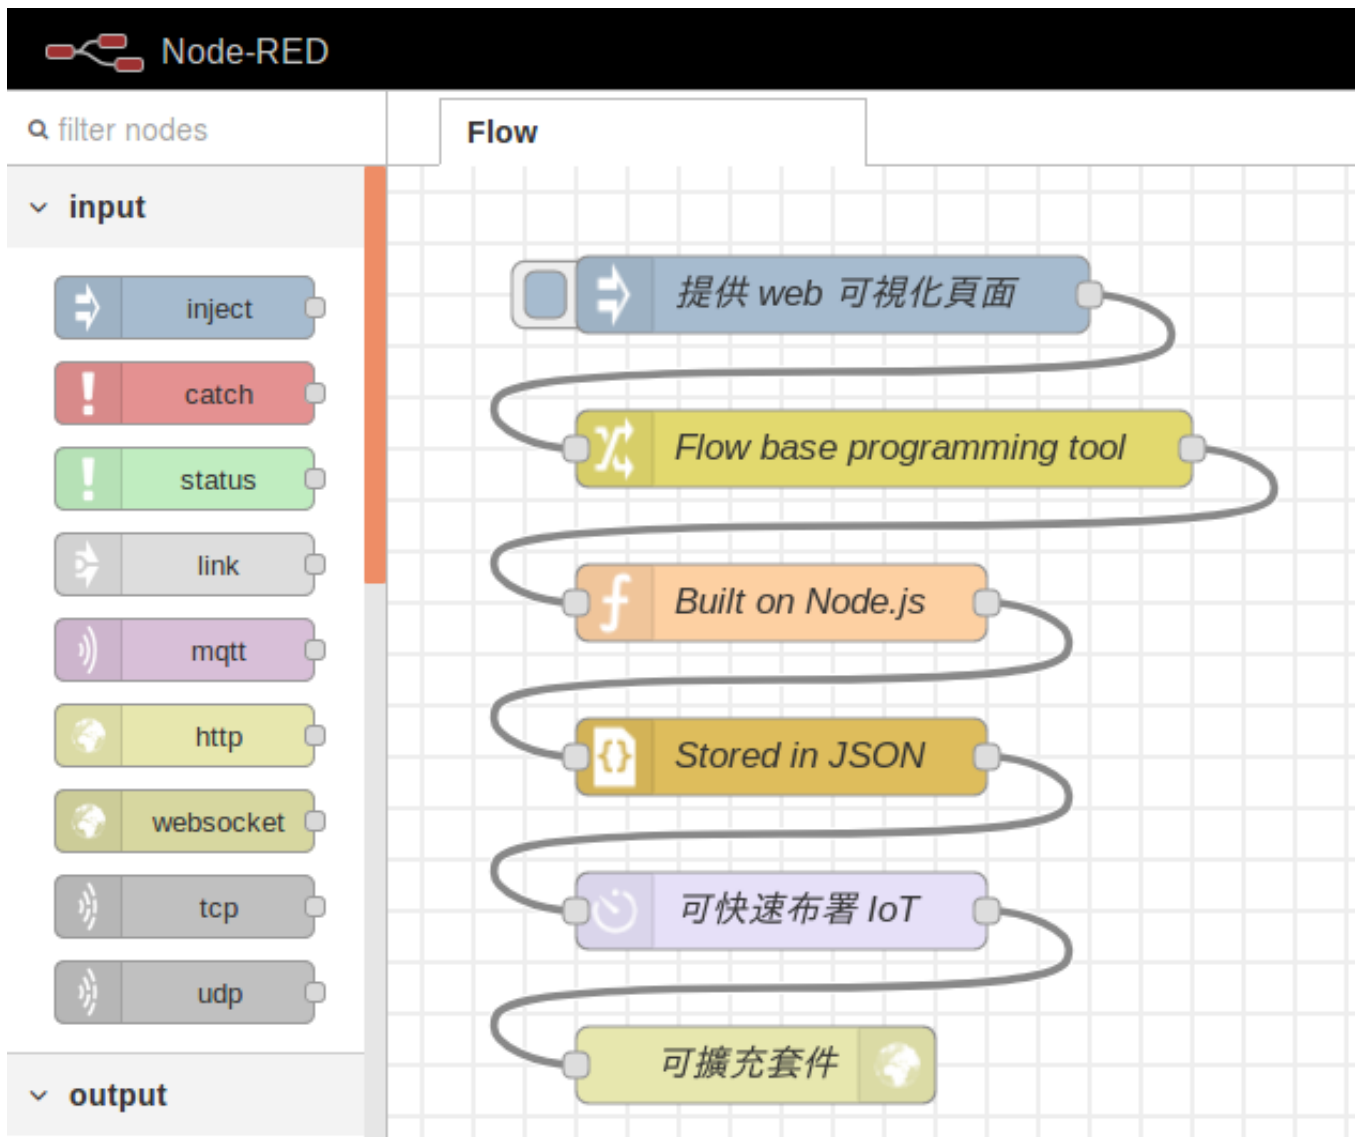 Node-RED
filter nodes
Flow
input
inject
catch
status
link
mqtt
http
websocket
tcp
udp
output
提供 web 可視化頁面
Flow base programming tool
Built on Node.js
Stored in JSON
可快速布署 IoT
可擴充套件